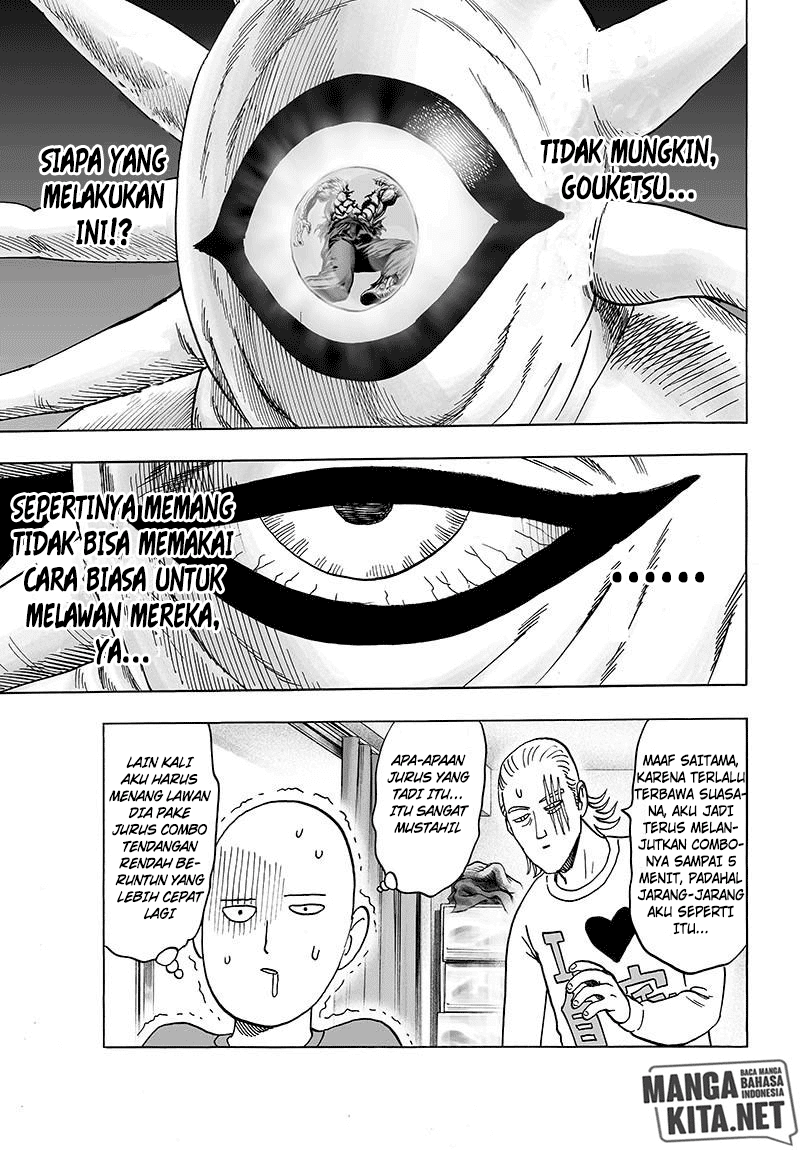 TIDAK MUNGKIN,
GOUKETSU...
SIAPA YANG
MELAKUKAN
INI!?
......
SEPERTINYA MEMANG
TIDAK BISA MEMAKAI
CARA BIASA UNTUK
MELAWAN MEREKA,
YA...
MAAF SAITAMA,
KARENA TERLALU
TERBAWA SUASA-
NA, AKU JADI
TERUS MELAN-
JUTKAN COMBO-
NYA SAMPAI 5
MENIT, PADAHAL
JARANG-JARANG
AKU SEPERTI
ITU...
APA-APAAN
JURUS YANG
TADI ITU...
ITU SANGAT
MUSTAHIL
LAIN KALI
AKU HARUS
MENANG LAWAN
DIA PAKE
JURUS COMBO
TENDANGAN
RENDAH BE-
RUNTUN YANG
LEBIH CEPAT
LAGI
MANGA
BACA MANGA
BAHASA
INDONESIA
KITA.NET